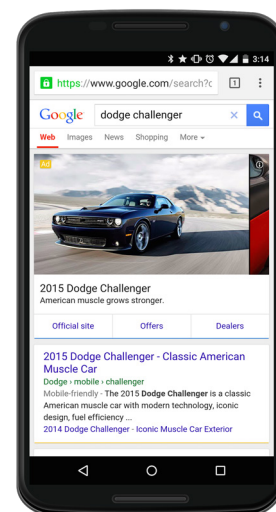 3:14
https://www.google.com/search?c
1
Google dodge challenger ×
Web Images News Shopping More
Ad
2015 Dodge Challenger
American muscle grows stronger.
Official site Offers Dealers
2015 Dodge Challenger - Classic American
Muscle Car
Dodge › mobile › challenger
Mobile-friendly - The 2015 Dodge Challenger is a classic
American muscle car with modern technology, iconic
design, fuel efficiency ...
2014 Dodge Challenger - Iconic Muscle Car Exterior